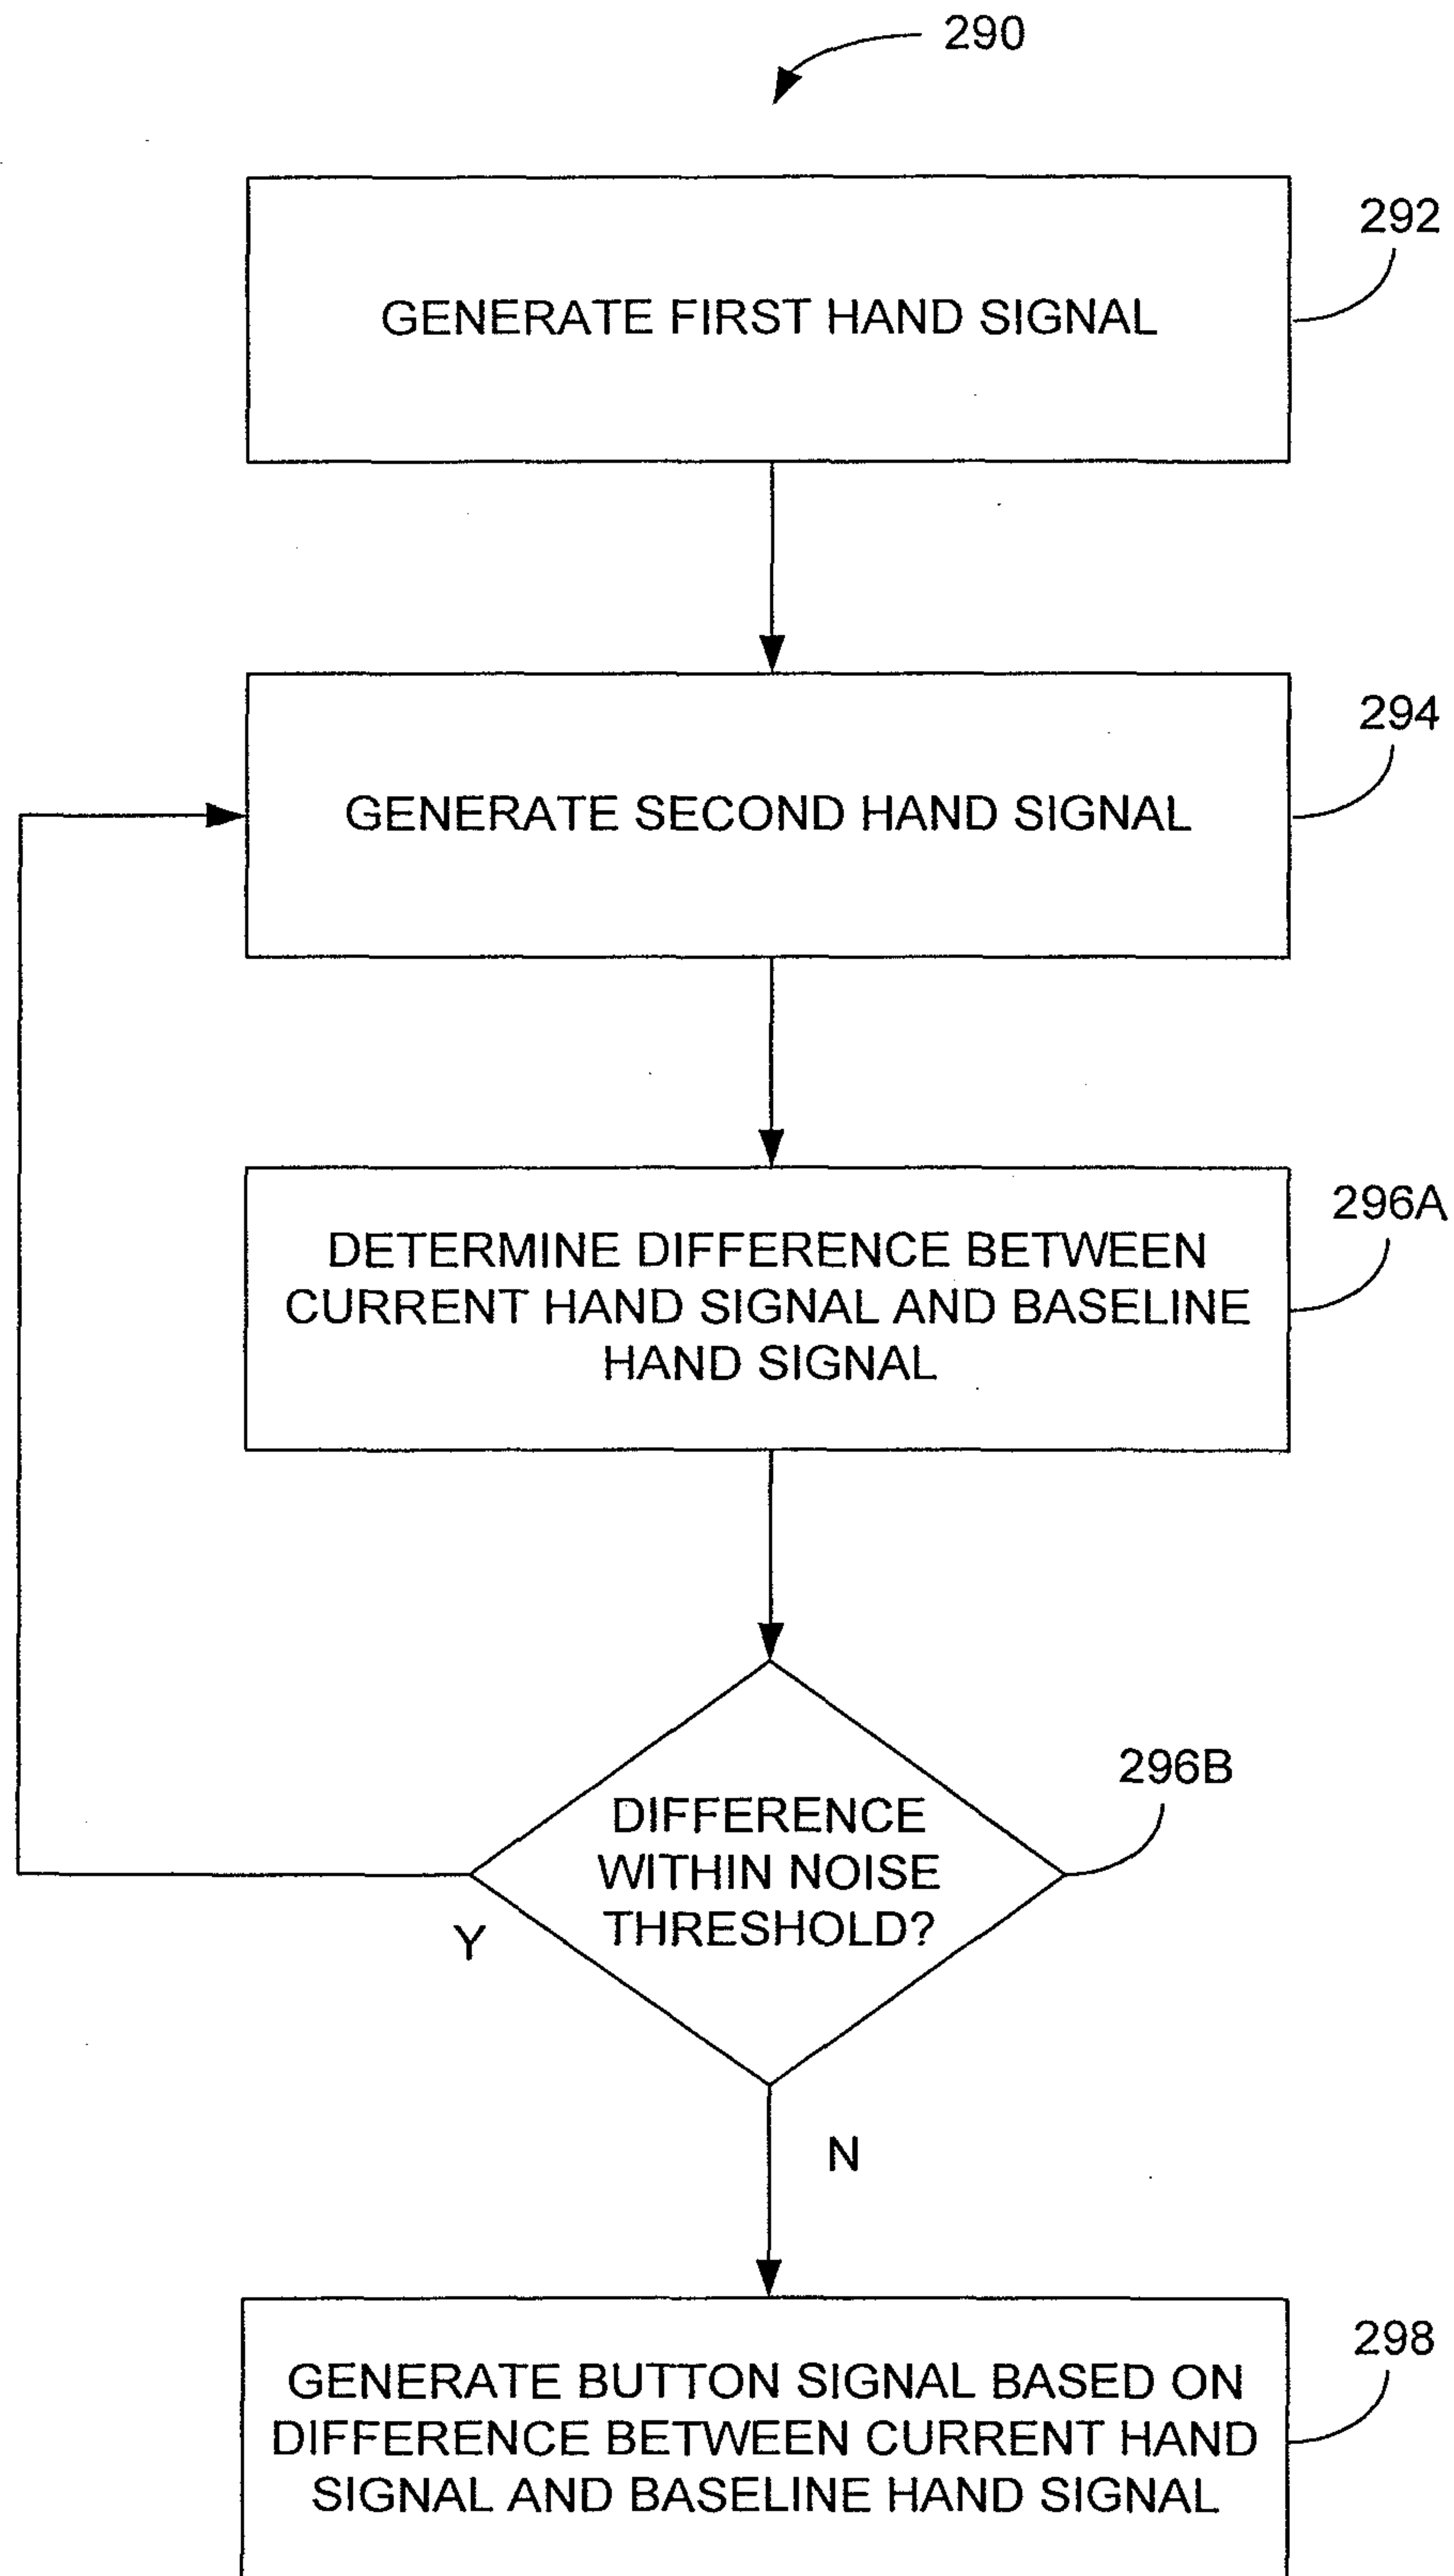 290
292
GENERATE FIRST HAND SIGNAL
294
GENERATE SECOND HAND SIGNAL
296A
DETERMINE DIFFERENCE BETWEEN
CURRENT HAND SIGNAL AND BASELINE
HAND SIGNAL
296B
DIFFERENCE
WITHIN NOISE
THRESHOLD?
Y
N
298
GENERATE BUTTON SIGNAL BASED ON
DIFFERENCE BETWEEN CURRENT HAND
SIGNAL AND BASELINE HAND SIGNAL